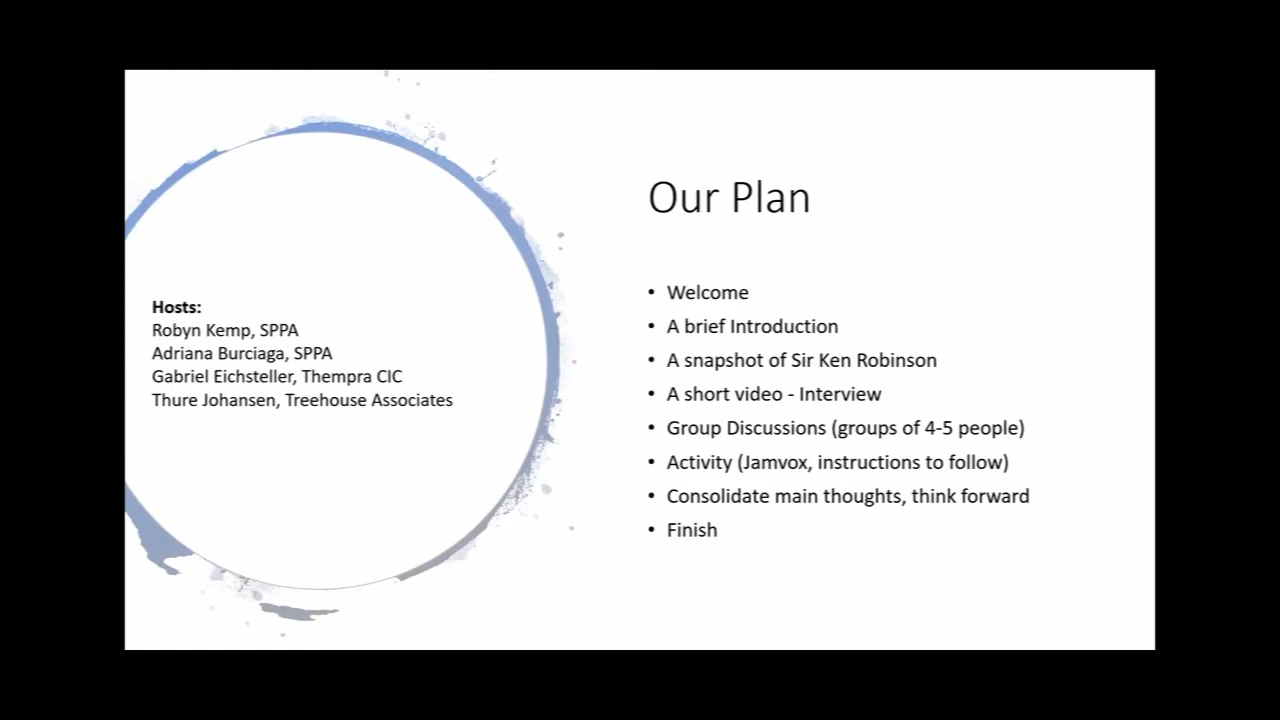 Hosts:
Robyn Kemp, SPPA
Adriana Burciaga, SPPA
Gabriel Eichsteller, Thempra CIC
Thure Johansen, Treehouse Associates
Our Plan
• Welcome
• A brief Introduction
• A snapshot of Sir Ken Robinson
• A short video - Interview
• Group Discussions (groups of 4-5 people)
• Activity (Jamvox, instructions to follow)
• Consolidate main thoughts, think forward
• Finish